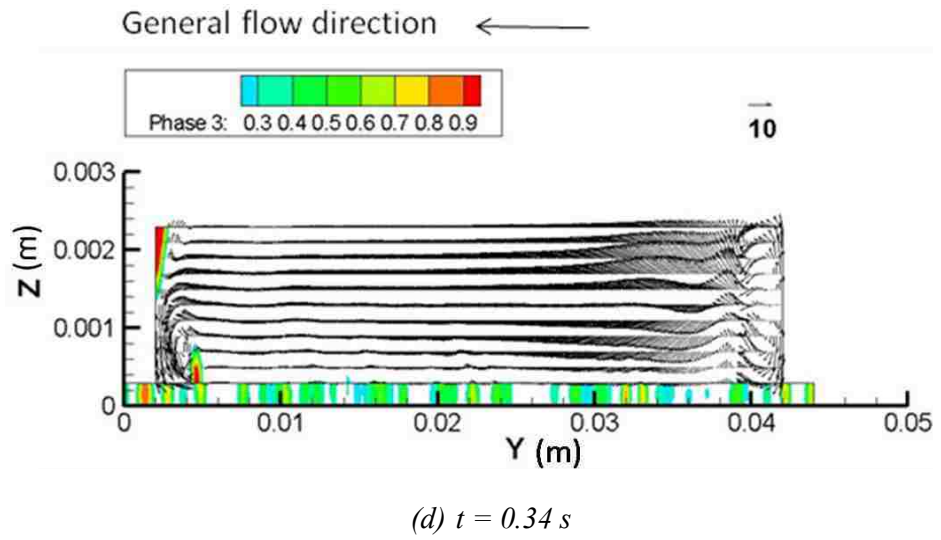 General flow direction
Phase 3: 0.3 0.4 0.5 0.6 0.7 0.8 0.9
10
0.003
0.002
0.001
0
Z (m)
0 0.01 0.02 0.03 0.04 0.05
Y (m)
(d) t = 0.34 s